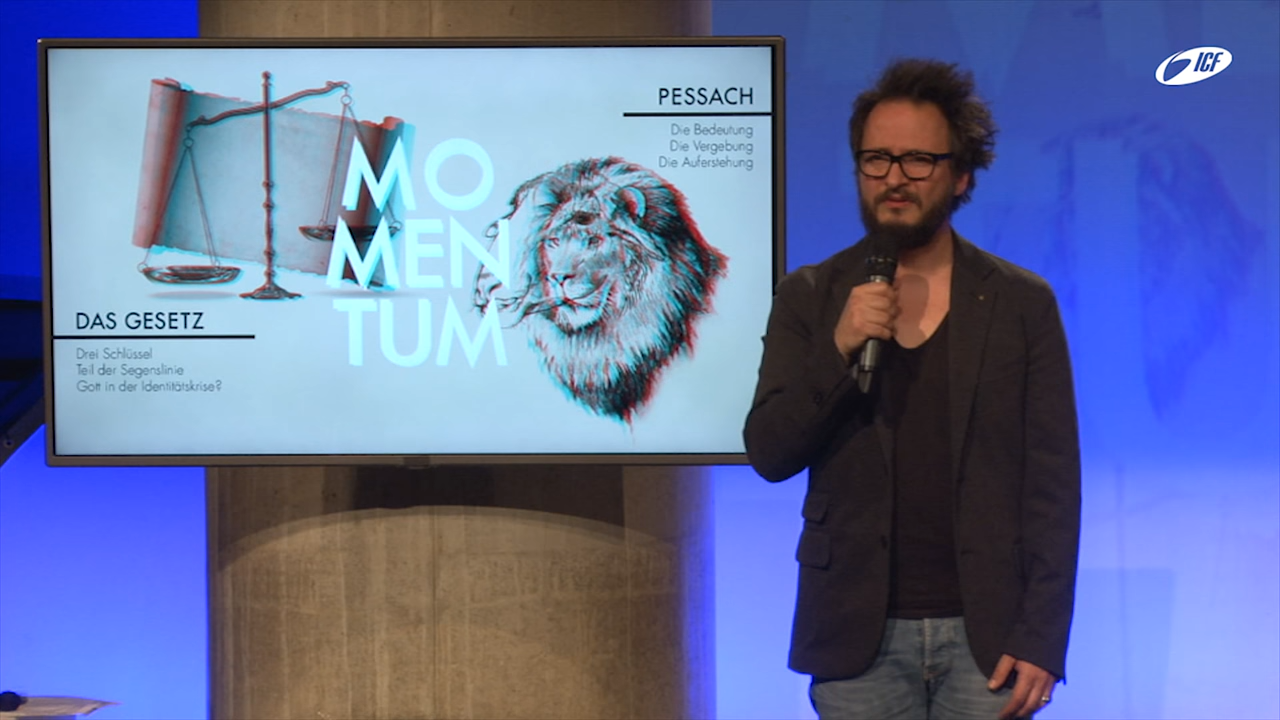 ICF
PESSACH
Die Bedeutung
Die Vergebung
Die Auferstehung
MO
MEN
TUM
DAS GESETZ
Drei Schlüssel
Teil der Segenslinie
Gott in der Identitätskrise?